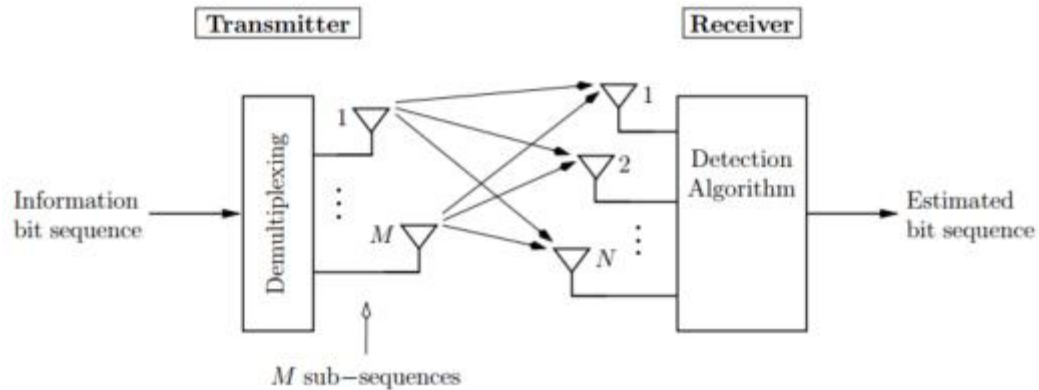 Transmitter
Receiver
1
1
Demultiplexing
2
Detection
Algorithm
Information
bit sequence
Estimated
bit sequence
M
N
M sub-sequences